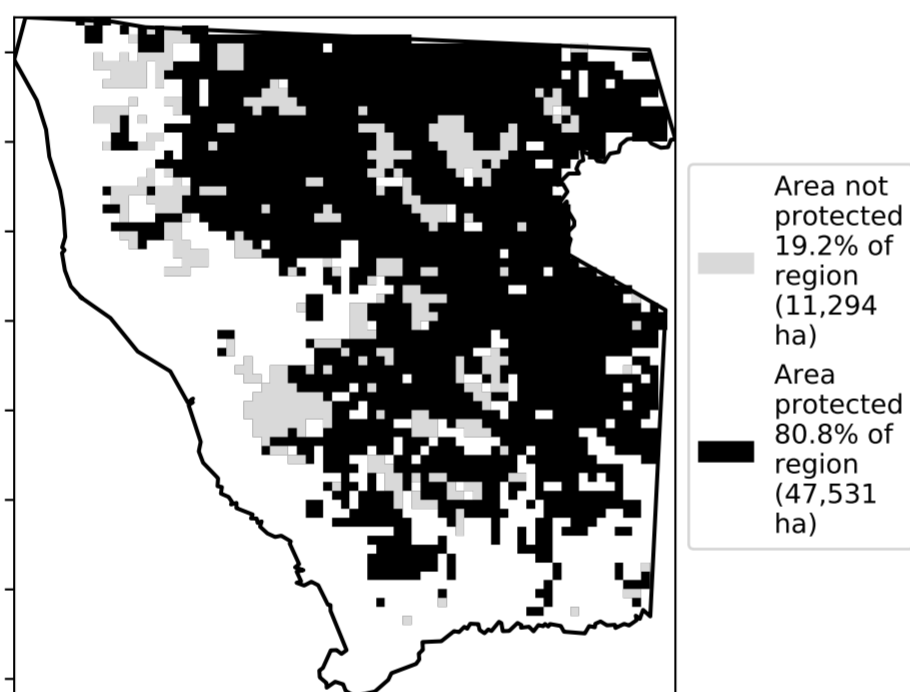 Area not
protected
19.2% of
region
(11,294
ha)
Area
protected
80.8% of
region
(47,531
ha)